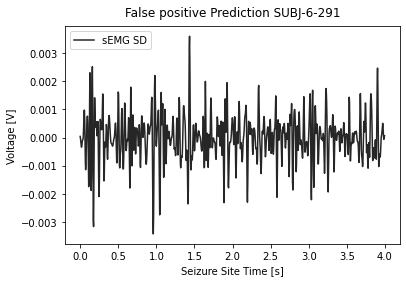 False positive Prediction SUBJ-6-291
sEMG SD
Voltage [V]
0.003
0.002
0.001
0.000
−0.001
−0.002
−0.003
0.0 0.5 1.0 1.5 2.0 2.5 3.0 3.5 4.0
Seizure Site Time [s]